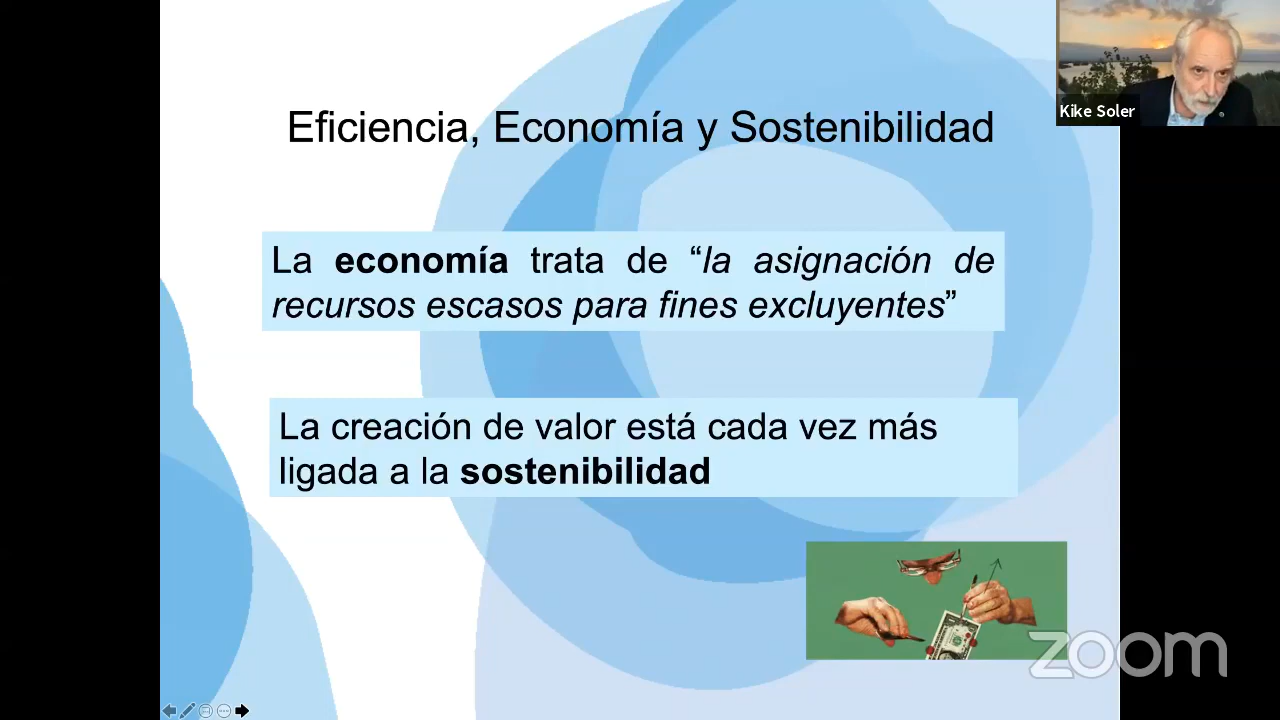 Eficiencia, Economía y Sostenibilidad
Kike Soler
La economía trata de “la asignación de
recursos escasos para fines excluyentes”
La creación de valor está cada vez más
ligada a la sostenibilidad
zoom